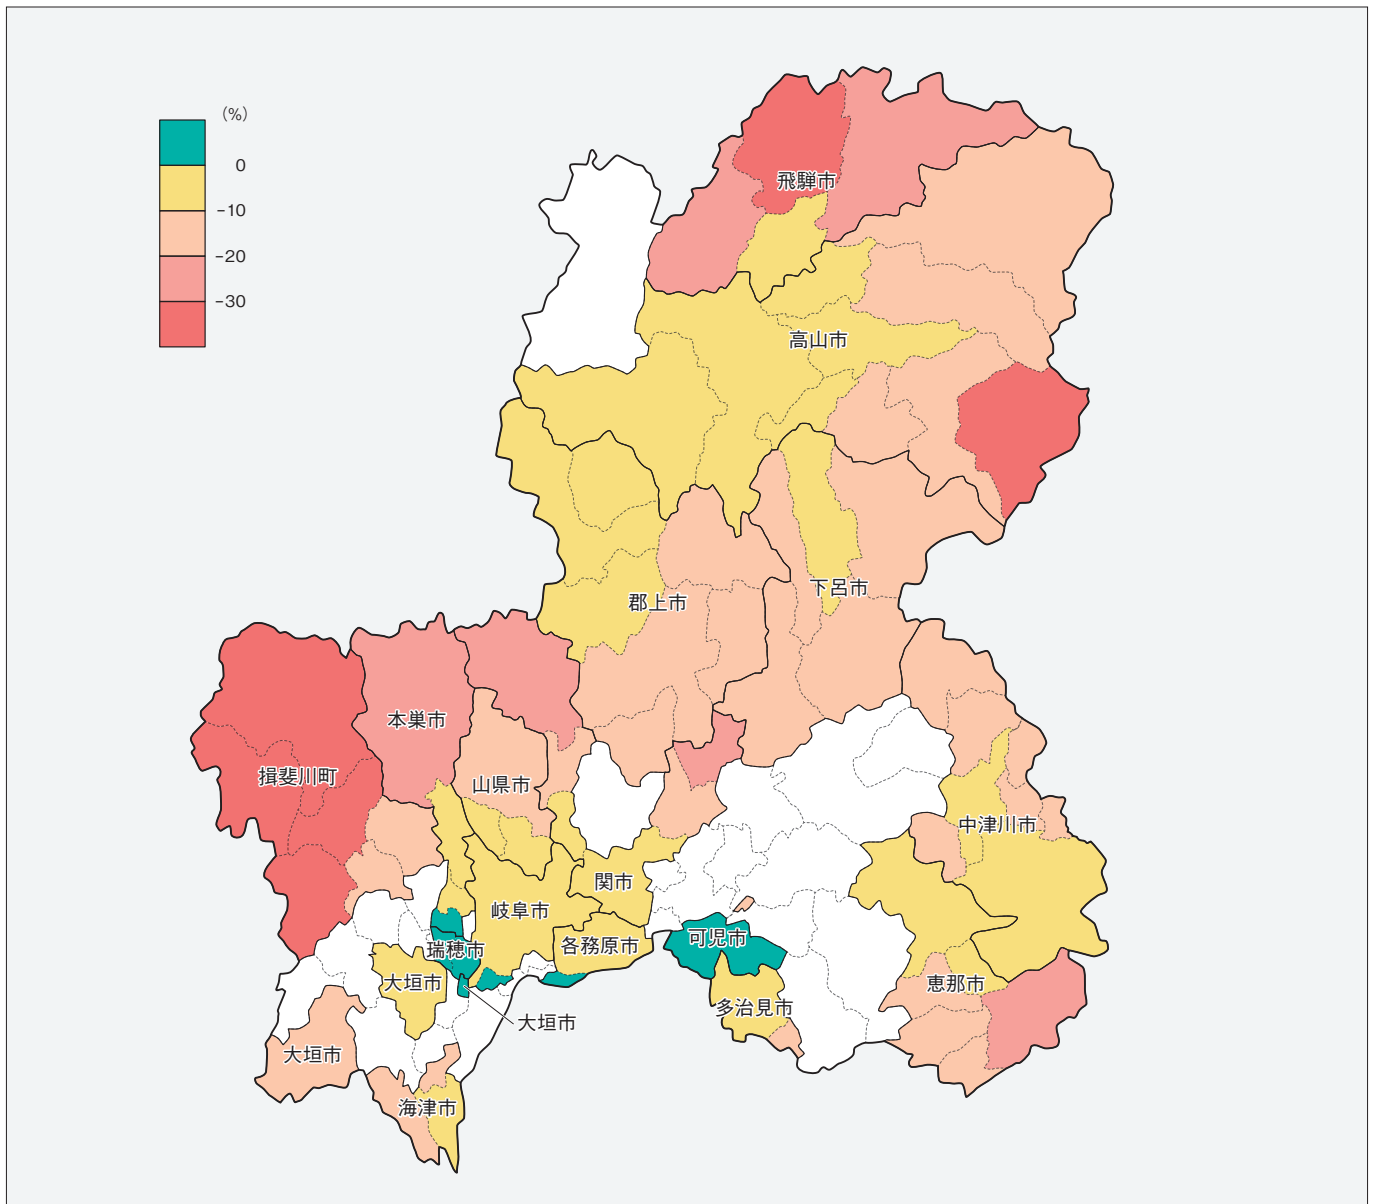 (%)
0
-10
-20
-30
飛騨市
高山市
下呂市
郡上市
本巣市
揖斐川町
山県市
中津川市
関市
岐阜市
各務原市
可児市
瑞穂市
大垣市
恵那市
多治見市
大垣市
大垣市
海津市